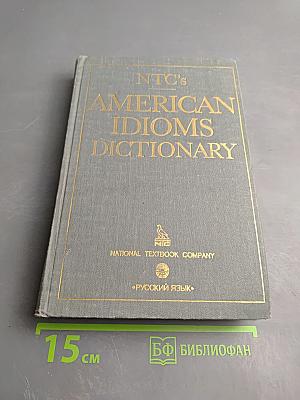 NTC's
AMERICAN
IDIOMS
DICTIONARY
NTC
NATIONAL TEXTBOOK COMPANY
«РУССКИЙ ЯЗЫК»
15 см
БФ БИБЛИОФАН